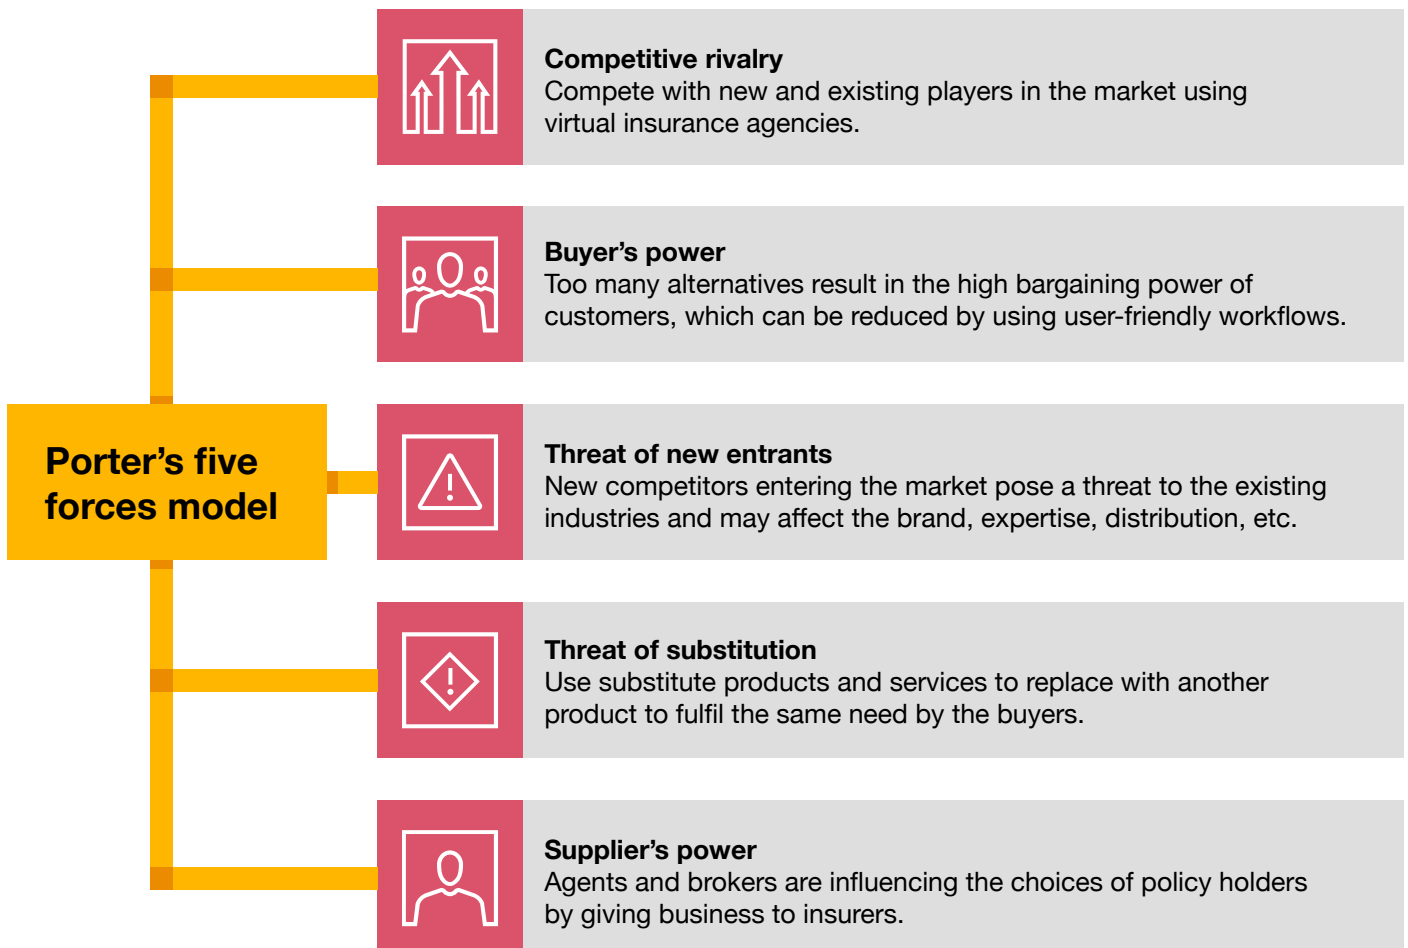 Competitive rivalry
Compete with new and existing players in the market using
virtual insurance agencies.
Buyer’s power
Too many alternatives result in the high bargaining power of
customers, which can be reduced by using user-friendly workflows.
Porter’s five
forces model
Threat of new entrants
New competitors entering the market pose a threat to the existing
industries and may affect the brand, expertise, distribution, etc.
Threat of substitution
Use substitute products and services to replace with another
product to fulfil the same need by the buyers.
Supplier’s power
Agents and brokers are influencing the choices of policy holders
by giving business to insurers.